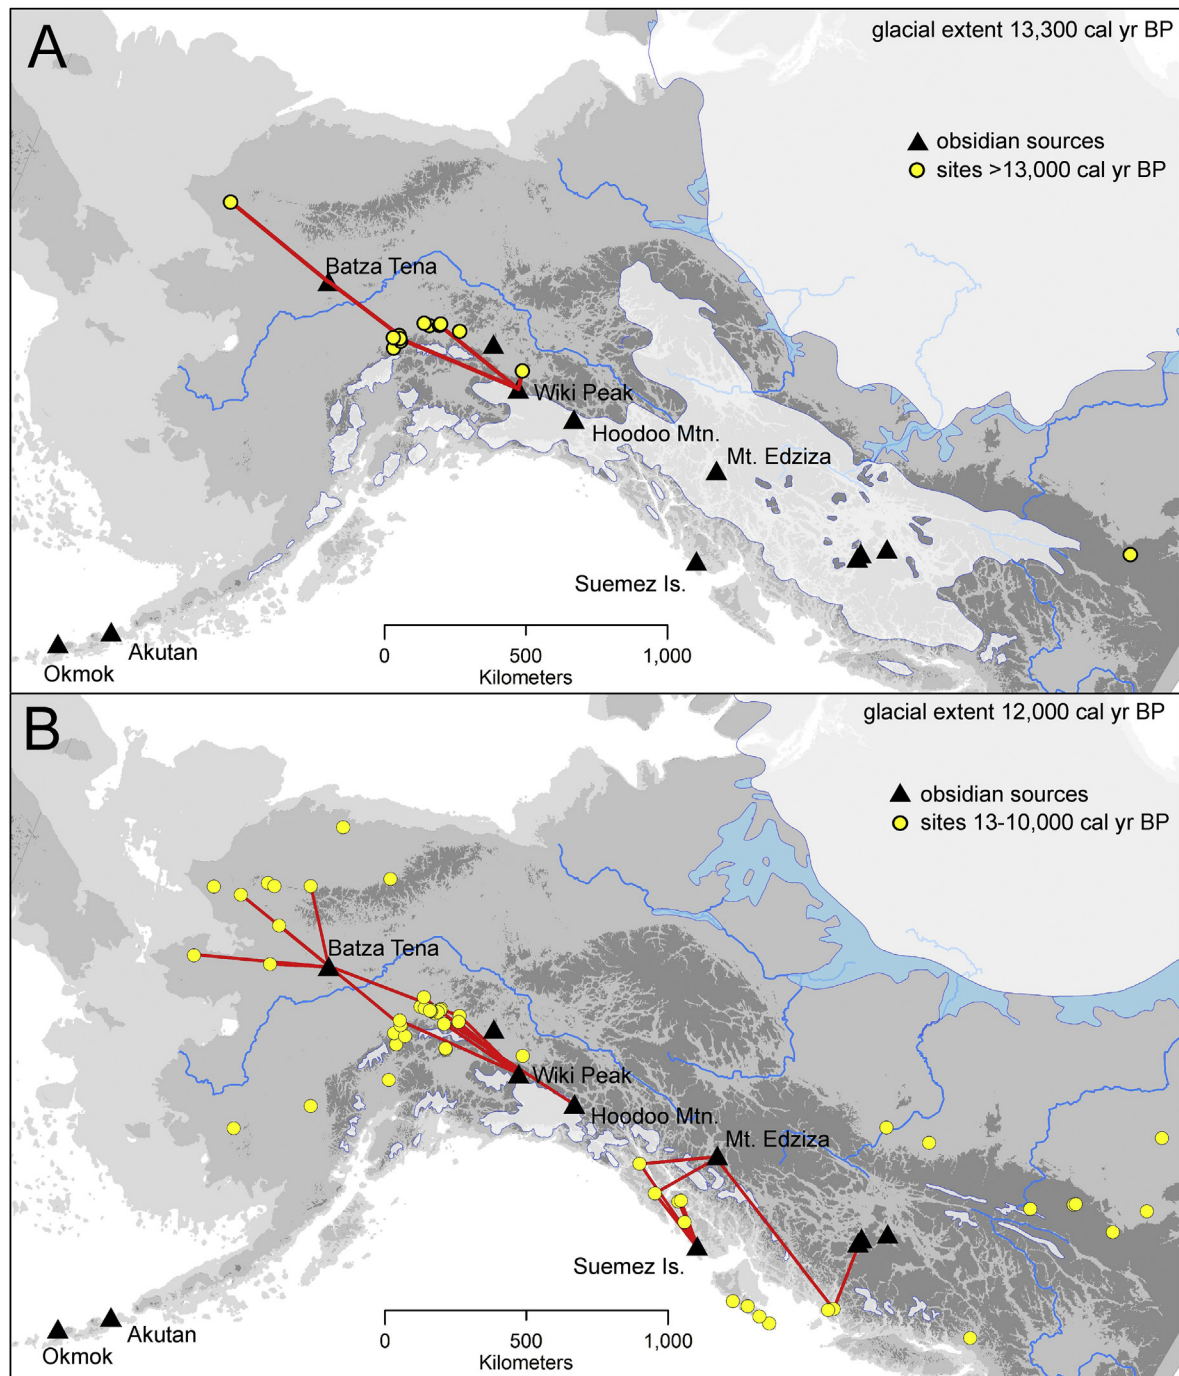 A
glacial extent 13,300 cal yr BP
obsidian sources
sites >13,000 cal yr BP
Batza Tena
Wiki Peak
Hoodoo Mtn.
Mt. Edziza
Suemez Is.
Akutan
Okmok
0 500 1,000
Kilometers
B
glacial extent 12,000 cal yr BP
obsidian sources
sites 13-10,000 cal yr BP
Batza Tena
Wiki Peak
Hoodoo Mtn.
Mt. Edziza
Suemez Is.
Akutan
Okmok
0 500 1,000
Kilometers